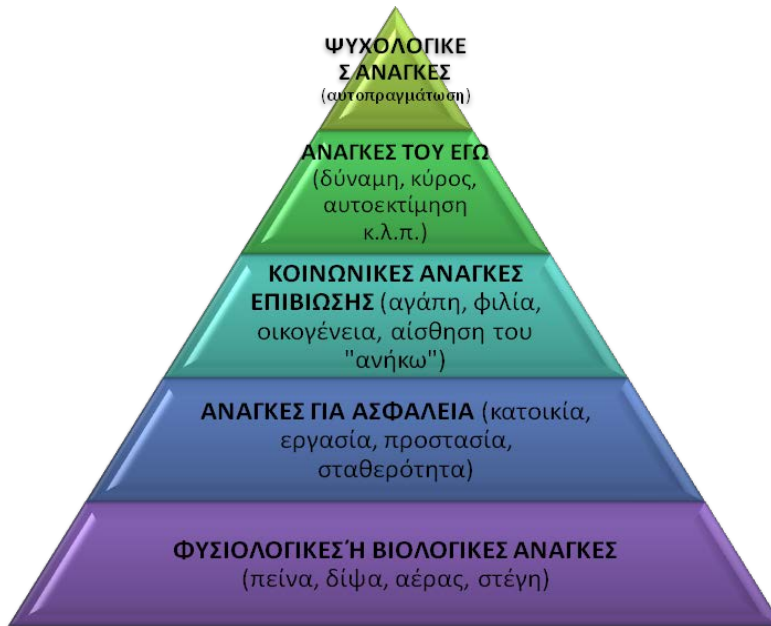 ΨΥΧΟΛΟΓΙΚΕ
Σ ΑΝΑΓΚΕΣ
(αυτοπραγμάτωση)
ΑΝΑΓΚΕΣ ΤΟΥ ΕΓΩ
(δύναμη, κύρος,
αυτοεκτίμηση
κ.λ.π.)
ΚΟΙΝΩΝΙΚΕΣ ΑΝΑΓΚΕΣ
ΕΠΙΒΙΩΣΗΣ (αγάπη, φιλία,
οικογένεια, αίσθηση του
"ανήκω")
ΑΝΑΓΚΕΣ ΓΙΑ ΑΣΦΑΛΕΙΑ (κατοικία,
εργασία, προστασία,
σταθερότητα)
ΦΥΣΙΟΛΟΓΙΚΕΣ Ή ΒΙΟΛΟΓΙΚΕΣ ΑΝΑΓΚΕΣ
(πείνα, δίψα, αέρας, στέγη)